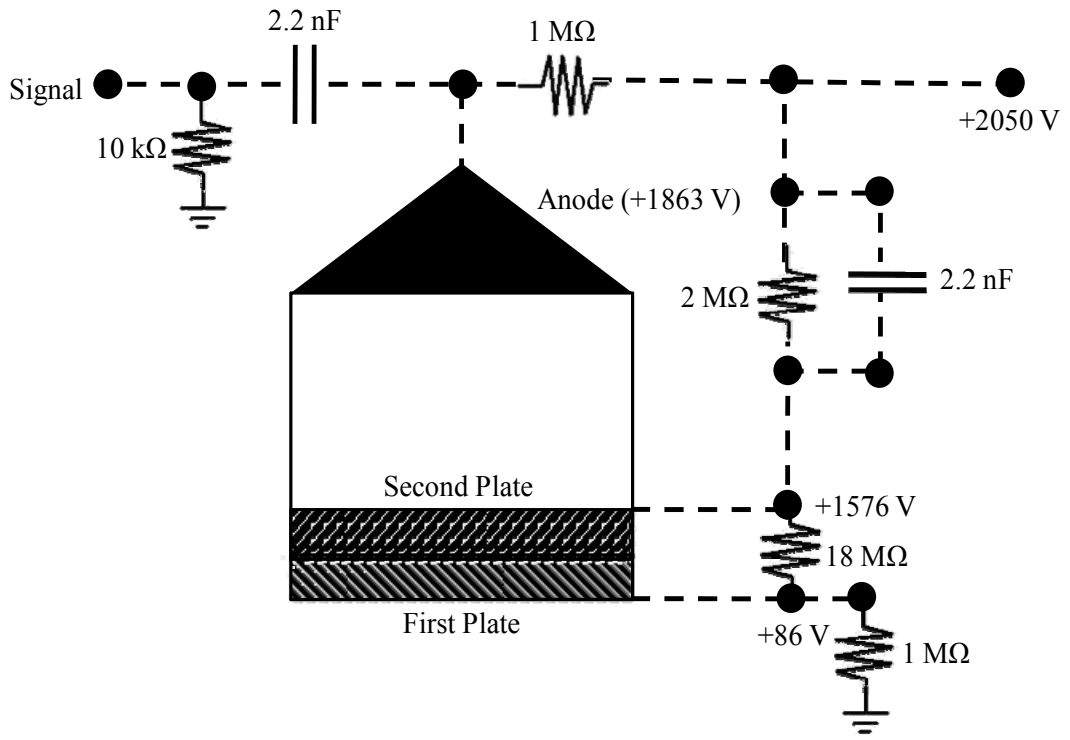 2.2 nF
1 MΩ
Signal
+2050 V
10 kΩ
Anode (+1863 V)
2 MΩ
2.2 nF
Second Plate
+1576 V
18 MΩ
First Plate
+86 V
1 MΩ